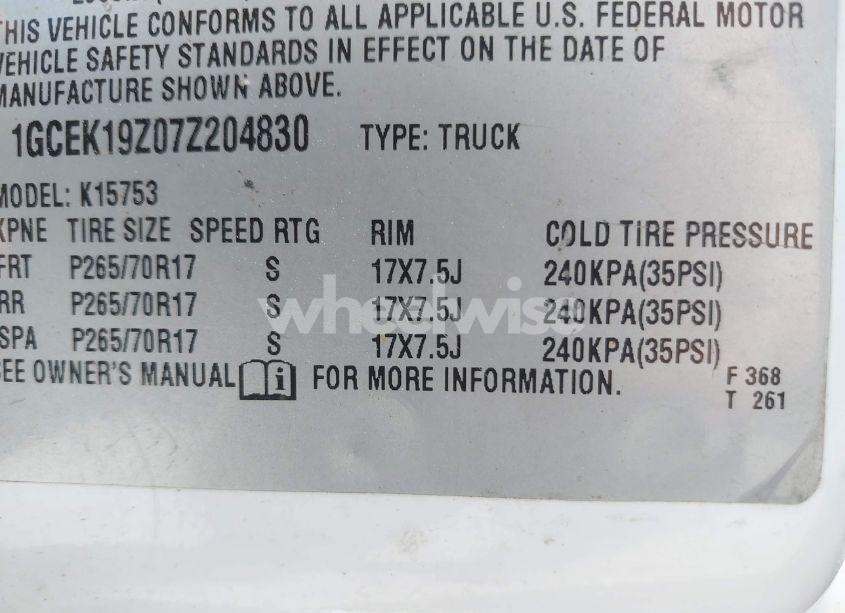 THIS VEHICLE CONFORMS TO ALL APPLICABLE U.S. FEDERAL MOTOR
VEHICLE SAFETY STANDARDS IN EFFECT ON THE DATE OF
MANUFACTURE SHOWN ABOVE.
1GCEK19Z07Z204830 TYPE: TRUCK
MODEL: K15753
XPNE TIRE SIZE SPEED RTG RIM COLD TIRE PRESSURE
FRT P265/70R17 S 17X7.5J 240KPA(35PSI)
RR P265/70R17 S 17X7.5J 240KPA(35PSI)
SPA P265/70R17 S 17X7.5J 240KPA(35PSI)
SEE OWNER'S MANUAL i FOR MORE INFORMATION.
F 368
T 261
wheelwise